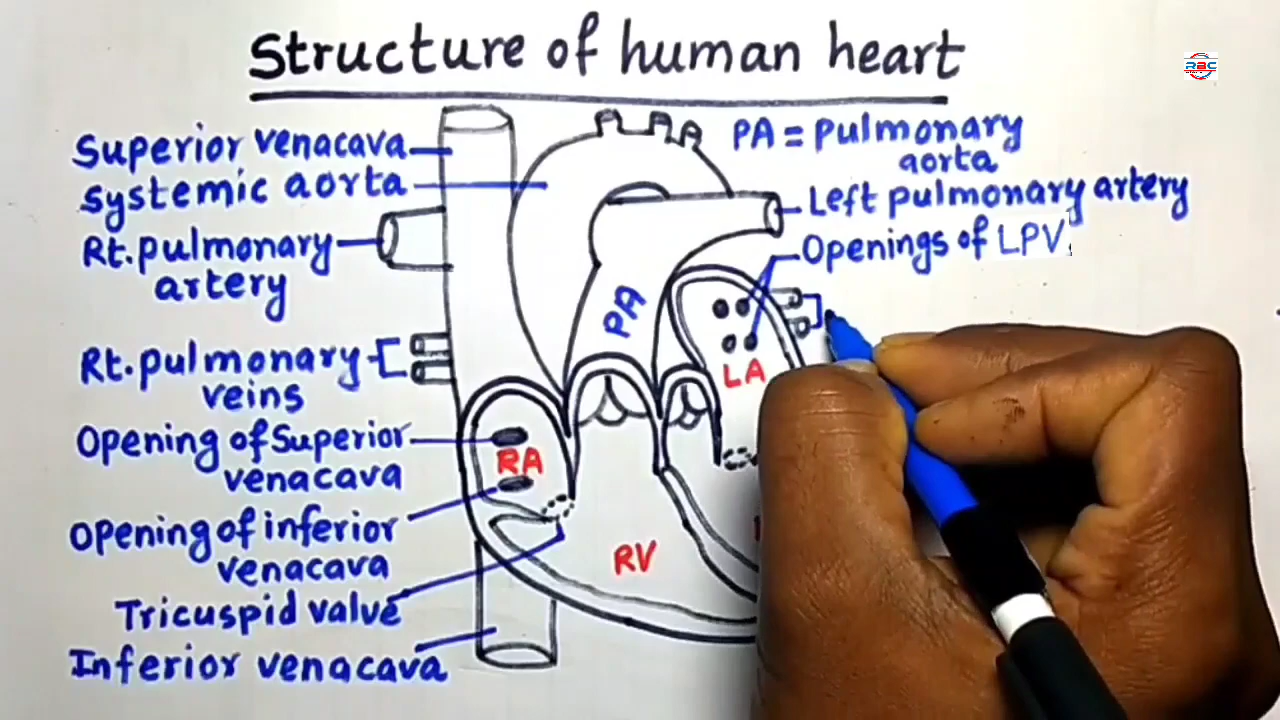 Structure of human heart
RBC
Superior venacava
systemic aorta
Rt. pulmonary
artery
Rt. pulmonary
veins
Opening of Superior
venacava
Opening of inferior
venacava
Tricuspid valve
Inferior venacava
PA = Pulmonary
aorta
Left pulmonary artery
Openings of LPV
PA
LA
RA
RV